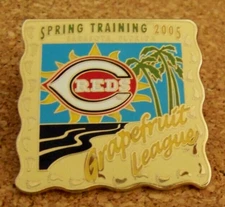 SPRING TRAINING 2005
REDS
Grapefruit
League